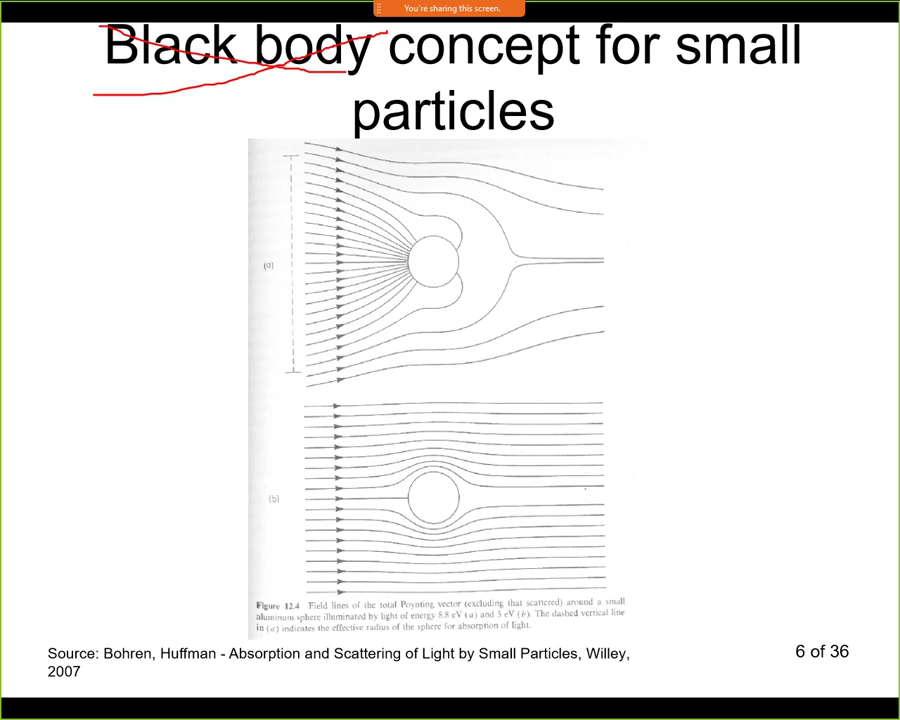 You're sharing this screen.
Black body concept for small
particles
(a)
(b)
Figure 12.4 Field lines of the total Poynting vector (excluding that scattered) around a small
aluminum sphere illuminated by light of energy 8.8 eV (a) and 5 eV (b). The dashed vertical line
in (a) indicates the effective radius of the sphere for absorption of light.
Source: Bohren, Huffman - Absorption and Scattering of Light by Small Particles, Willey,
2007
6 of 36